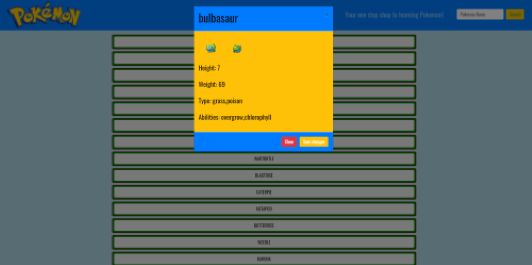 POKÉMON
bulbasaur
Your one stop shop to learning Pokemon!
Pokemon Name
Search
Height: 7
Weight: 69
Type: grass,poison
Abilities: overgrow,chlorophyll
Close
Save changes
WARTORTLE
BLASTOISE
CATERPIE
METAPOD
BUTTERFREE
WEEDLE
KAKUNA